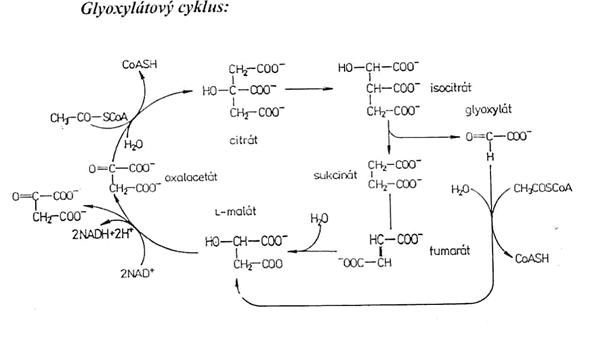 Glyoxylátový cyklus:
CoASH
CH₂–COO⁻
HO–C–COO⁻
CH₂–COO⁻
citrát
HO–CH–COO⁻
CH–COO⁻
CH₂–COO⁻
isocitrát
glyoxylát
O=C–COO⁻
H
CH₃–CO–SCoA
H₂O
O=C–COO⁻
CH₂–COO⁻
oxalacetát
sukcinát
CH₂–COO⁻
CH₂–COO⁻
H₂O
CH₃COSCoA
O=C–COO⁻
CH₂–COO⁻
2NADH+2H⁺
2NAD⁺
L-malát
HO–CH–COO⁻
CH₂–COO
H₂O
HC–COO⁻
⁻OOC–CH
fumarát
CoASH